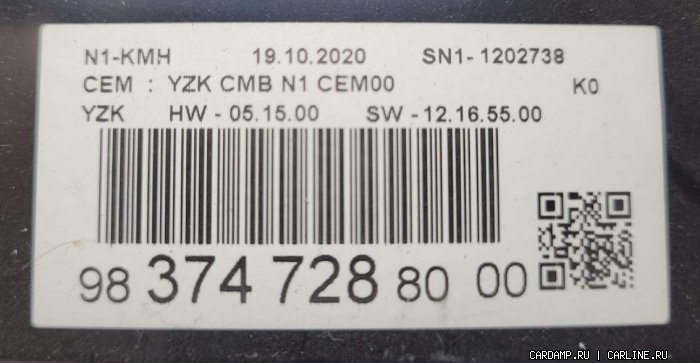 N1-KMH 19.10.2020 SN1- 1202738
CEM : YZK CMB N1 CEM00 K0
YZK HW - 05.15.00 SW -12.16.55.00
98 374 728 80 00
CARDAMP.RU / CARLINE.RU